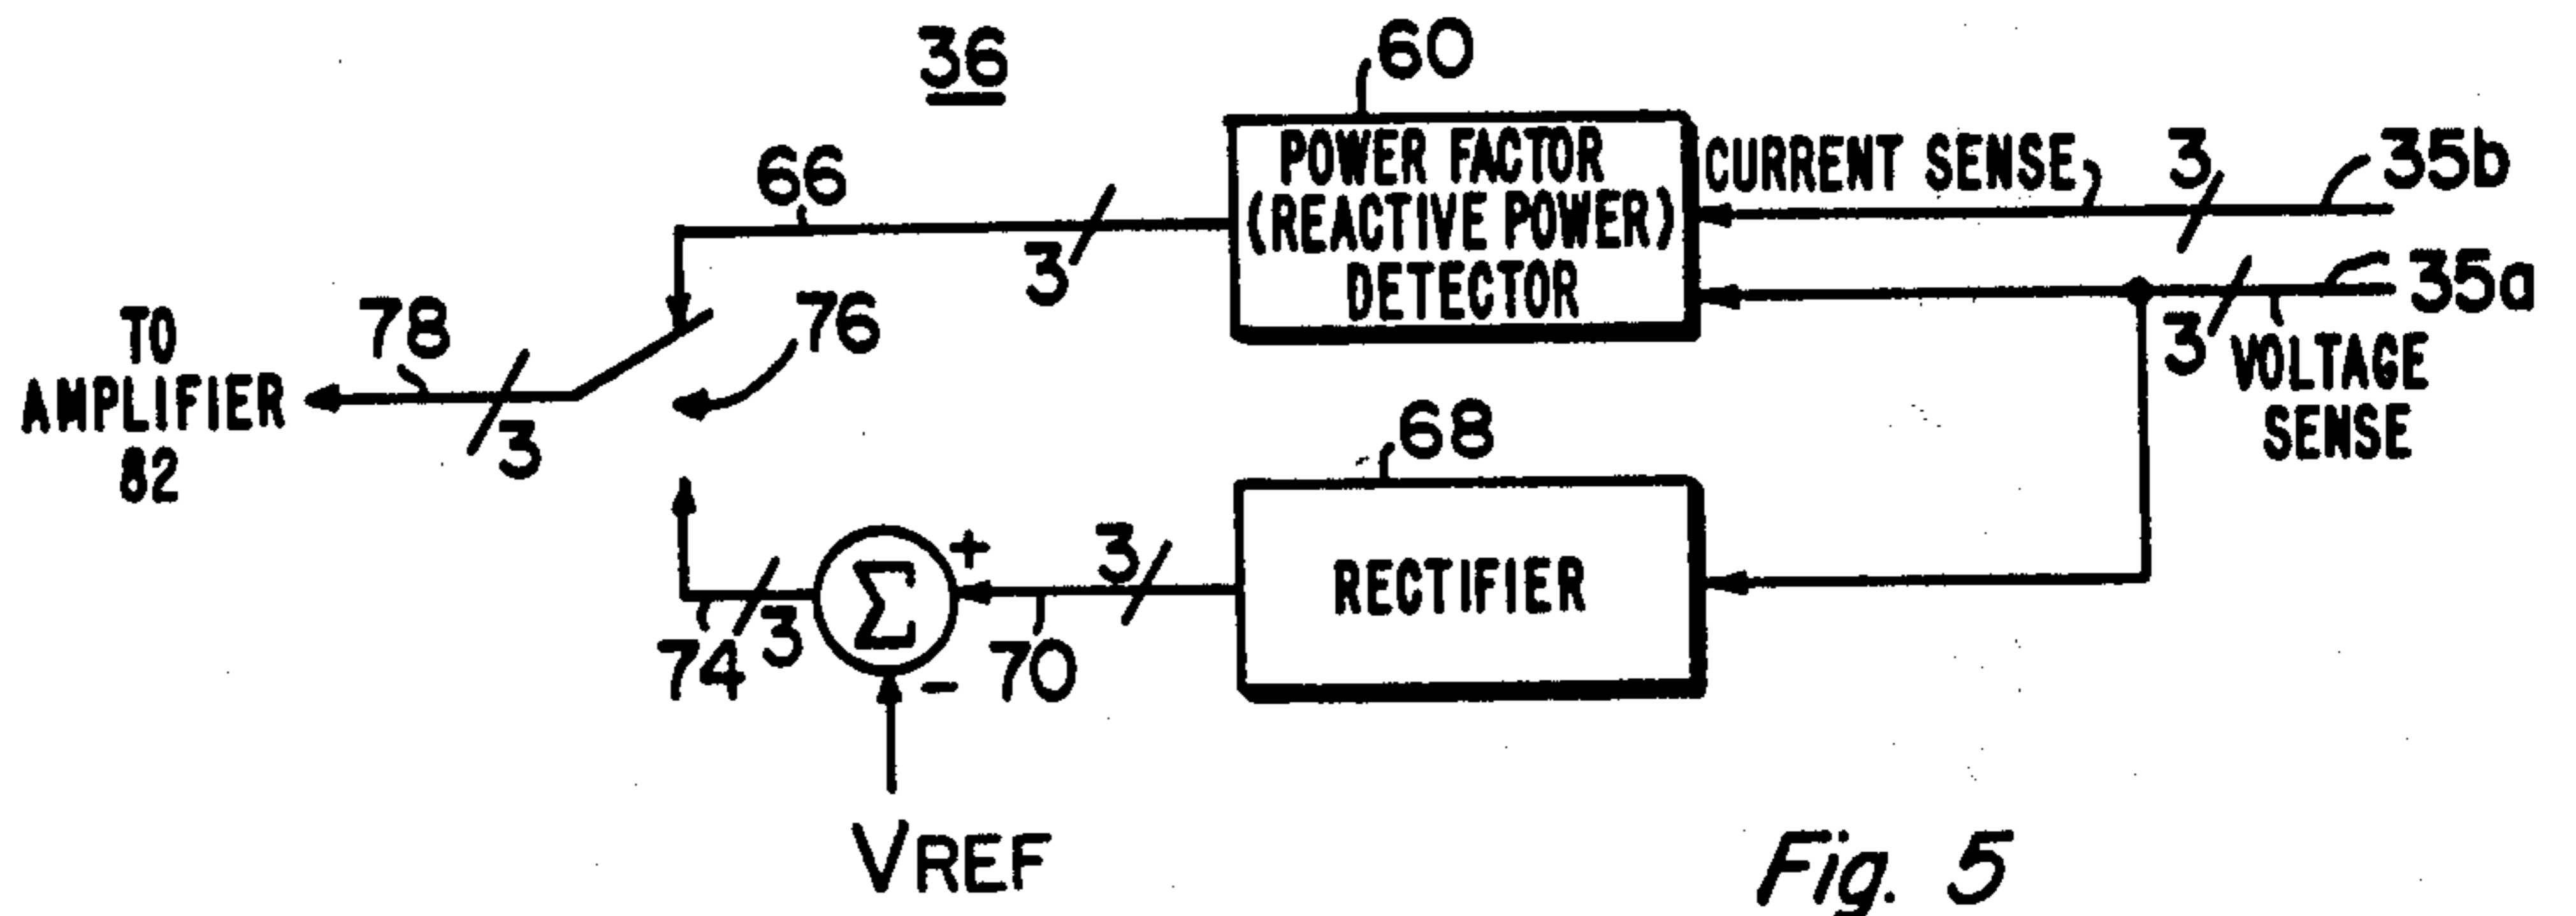 36
60
POWER FACTOR
(REACTIVE POWER)
DETECTOR
CURRENT SENSE
3
35b
3
35a
VOLTAGE
SENSE
66
3
76
TO
AMPLIFIER
82
78
3
68
RECTIFIER
3
70
+
-
Σ
74
3
VREF
Fig. 5